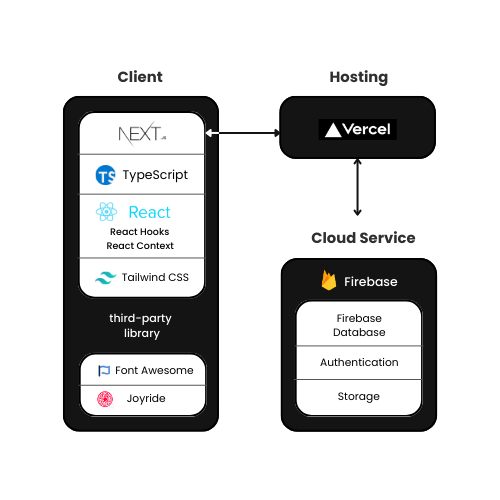 Client
NEXT.JS
TypeScript
React
React Hooks
React Context
Tailwind CSS
third-party
library
Font Awesome
Joyride
Hosting
Vercel
Cloud Service
Firebase
Firebase
Database
Authentication
Storage